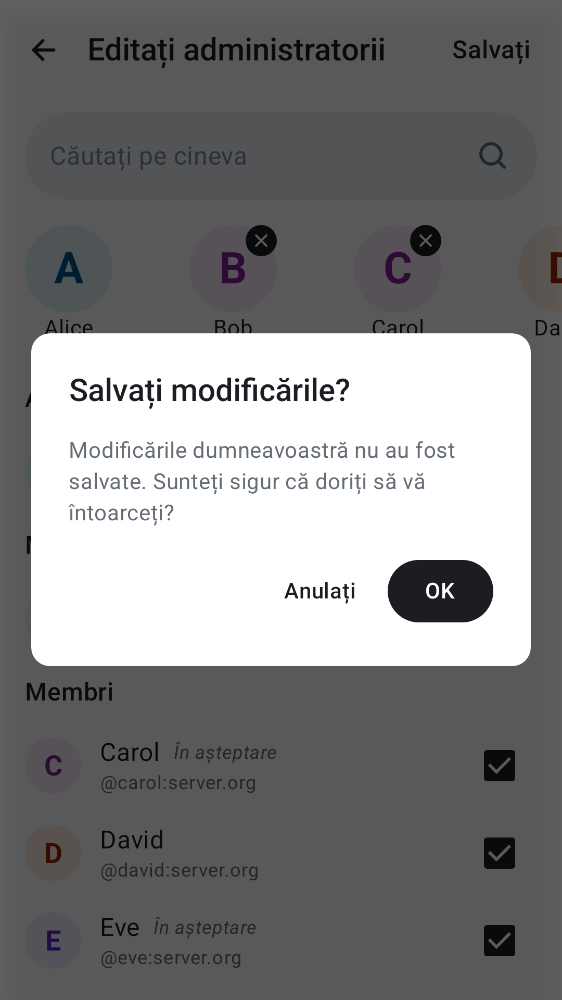 Editați administratorii
Salvați
Căutați pe cineva
A
B
C
Alice
Bob
Carol
Da
Salvați modificările?
Modificările dumneavoastră nu au fost
salvate. Sunteți sigur că doriți să vă
întoarceți?
Anulați
OK
Membri
C
Carol În așteptare
@carol:server.org
D
David
@david:server.org
E
Eve În așteptare
@eve:server.org